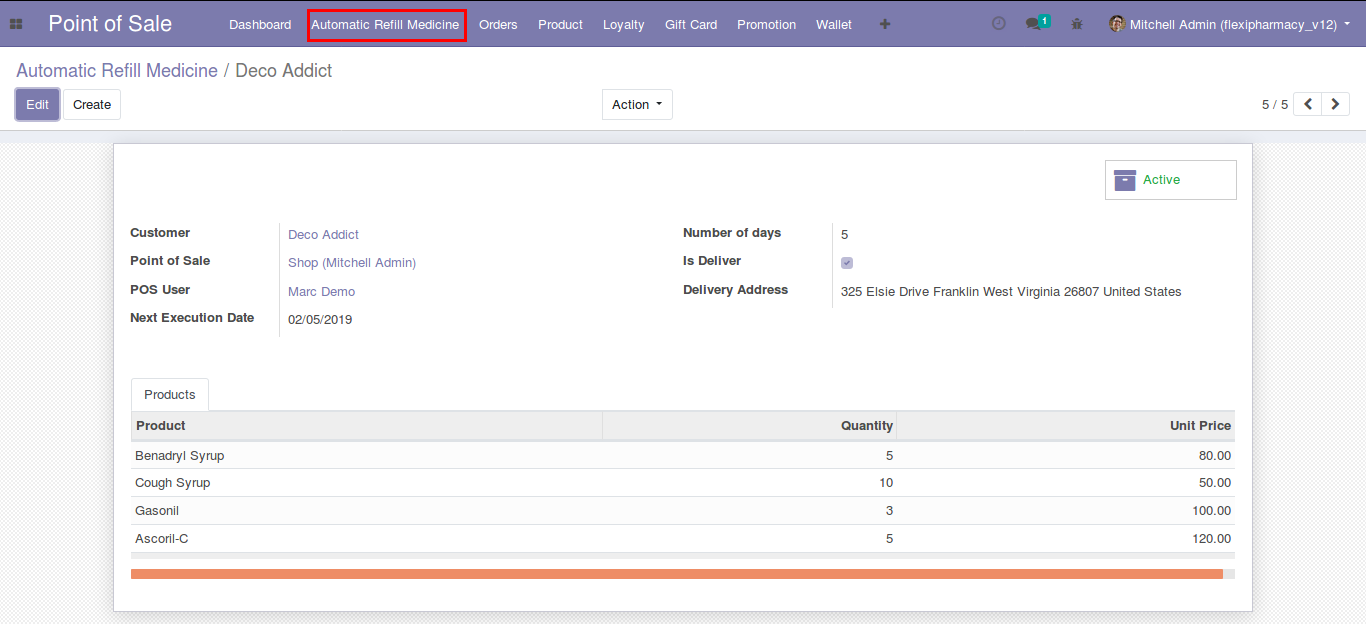 Point of Sale Dashboard Automatic Refill Medicine Orders Product Loyalty Gift Card Promotion Wallet + 1 Mitchell Admin (flexipharmacy_v12)
Automatic Refill Medicine / Deco Addict
Edit Create Action 5 / 5
Active
Customer Deco Addict Number of days 5
Point of Sale Shop (Mitchell Admin) Is Deliver
POS User Marc Demo Delivery Address 325 Elsie Drive Franklin West Virginia 26807 United States
Next Execution Date 02/05/2019
Products
Product Quantity Unit Price
Benadryl Syrup 5 80.00
Cough Syrup 10 50.00
Gasonil 3 100.00
Ascoril-C 5 120.00